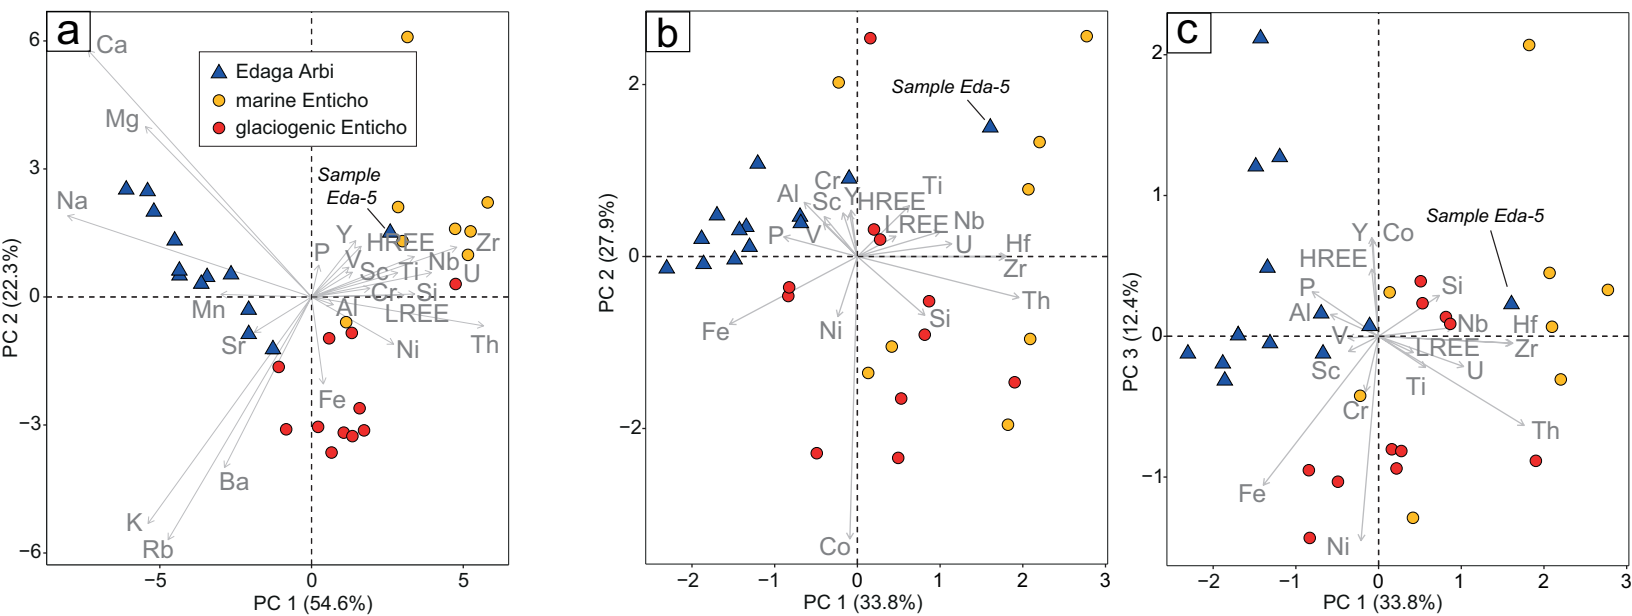 a
Edaga Arbi
marine Enticho
glaciogenic Enticho
Sample
Eda-5
Ca
Mg
Na
P
Y
HREE
V
Sc
Ti
Nb
Zr
U
Cr
Si
Mn
Al
LREE
Sr
Ni
Th
Fe
Ba
K
Rb
6
3
0
−3
−6
−5
0
5
PC 2 (22.3%)
PC 1 (54.6%)
b
Sample Eda-5
Cr
Ti
Al
Sc
Y
HREE
LREE
Nb
P
V
U
Hf
Zr
Th
Fe
Ni
Si
Co
2
0
−2
−2
−1
0
1
2
3
PC 2 (27.9%)
PC 1 (33.8%)
c
Sample Eda-5
Y
Co
HREE
P
Si
Al
Nb
Hf
V
LREE
Zr
Sc
Ti
U
Cr
Th
Fe
Ni
2
1
0
−1
−2
−1
0
1
2
3
PC 3 (12.4%)
PC 1 (33.8%)